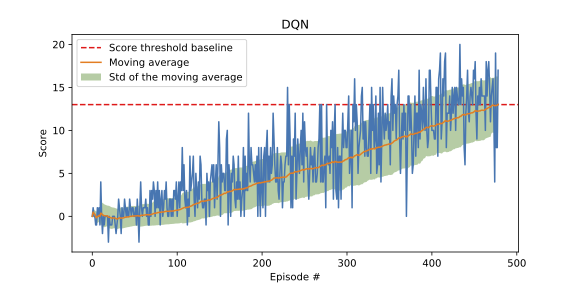 DQN
Score threshold baseline
Moving average
Std of the moving average
20
15
10
5
0
Score
0 100 200 300 400 500
Episode #